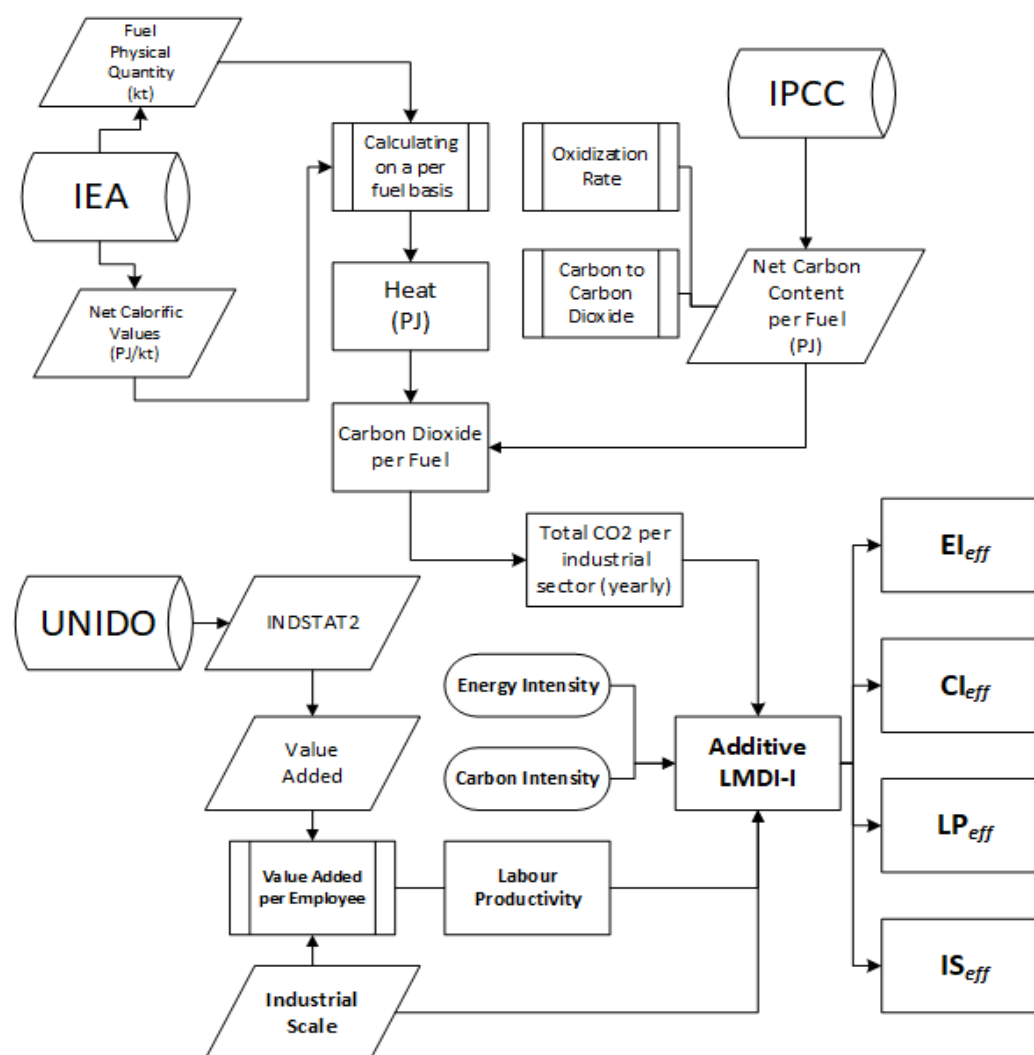 Fuel
Physical
Quantity
(kt)
IPCC
Calculating
on a per
fuel basis
Oxidization
Rate
IEA
Net Calorific
Values
(PJ/kt)
Heat
(PJ)
Carbon to
Carbon
Dioxide
Net Carbon
Content
per Fuel
(PJ)
Carbon Dioxide
per Fuel
Total CO2 per
industrial
sector (yearly)
EIeff
UNIDO
INDSTAT2
Energy Intensity
CIeff
Value
Added
Carbon Intensity
Additive
LMDI-I
LPeff
Value Added
per Employee
Labour
Productivity
ISeff
Industrial
Scale